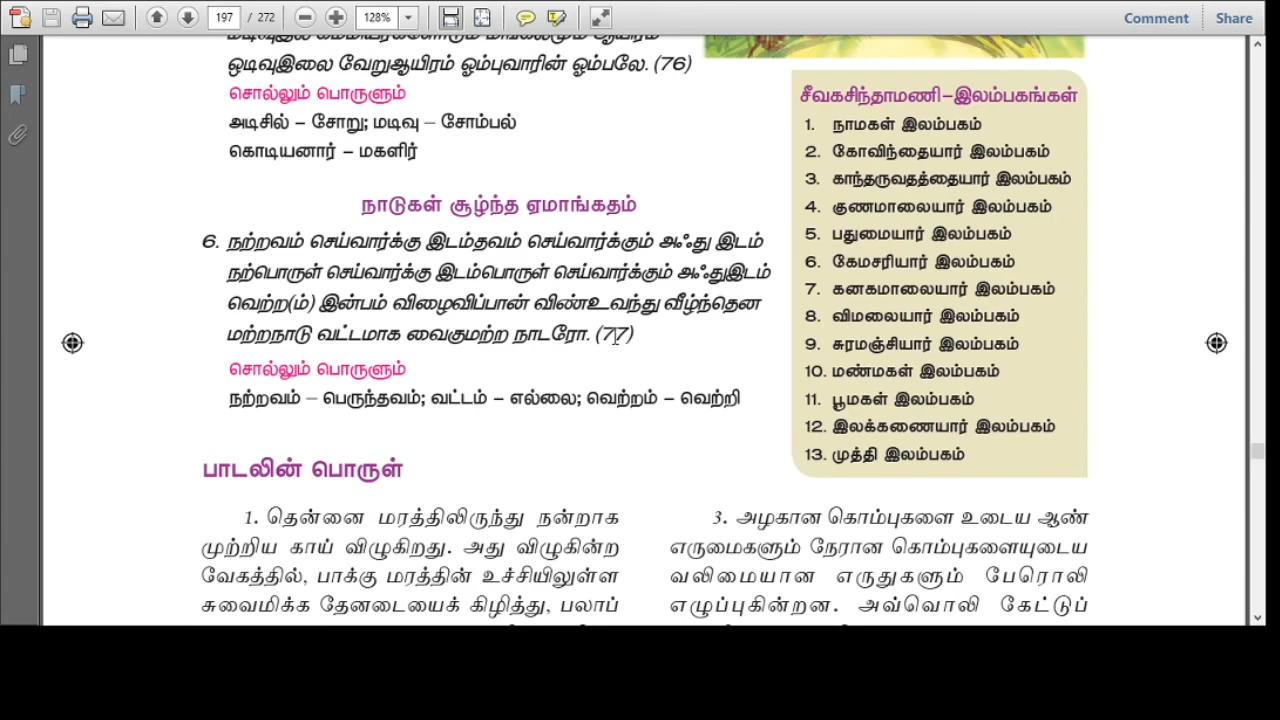 197 / 272
128%
Comment
Share
ஒடிவுஇலை வேறுஆயிரம் ஓம்புவாரின் ஓம்பலே. (76)
சொல்லும் பொருளும்
அடிசில் – சோறு; மடிவு – சோம்பல்
கொடியனார் – மகளிர்
நாடுகள் சூழ்ந்த ஏமாங்கதம்
6. நற்றவம் செய்வார்க்கு இடம்தவம் செய்வார்க்கும் அஃது இடம்
நற்பொருள் செய்வார்க்கு இடம்பொருள் செய்வார்க்கும் அஃதுஇடம்
வெற்ற(ம்) இன்பம் விழைவிப்பான் விண்உவந்து வீழ்ந்தென
மற்றநாடு வட்டமாக வைகுமற்ற நாடரோ. (77)
சொல்லும் பொருளும்
நற்றவம் – பெருந்தவம்; வட்டம் – எல்லை; வெற்றம் – வெற்றி
சீவகசிந்தாமணி–இலம்பகங்கள்
1. நாமகள் இலம்பகம்
2. கோவிந்தையார் இலம்பகம்
3. காந்தருவதத்தையார் இலம்பகம்
4. குணமாலையார் இலம்பகம்
5. பதுமையார் இலம்பகம்
6. கேமசரியார் இலம்பகம்
7. கனகமாலையார் இலம்பகம்
8. விமலையார் இலம்பகம்
9. சுரமஞ்சியார் இலம்பகம்
10. மண்மகள் இலம்பகம்
11. பூமகள் இலம்பகம்
12. இலக்கணையார் இலம்பகம்
13. முத்தி இலம்பகம்
பாடலின் பொருள்
1. தென்னை மரத்திலிருந்து நன்றாக
முற்றிய காய் விழுகிறது. அது விழுகின்ற
வேகத்தில், பாக்கு மரத்தின் உச்சியிலுள்ள
சுவைமிக்க தேனடையைக் கிழித்து, பலாப்
3. அழகான கொம்புகளை உடைய ஆண்
எருமைகளும் நேரான கொம்புகளையுடைய
வலிமையான எருதுகளும் பேரொலி
எழுப்புகின்றன. அவ்வொலி கேட்டுப்